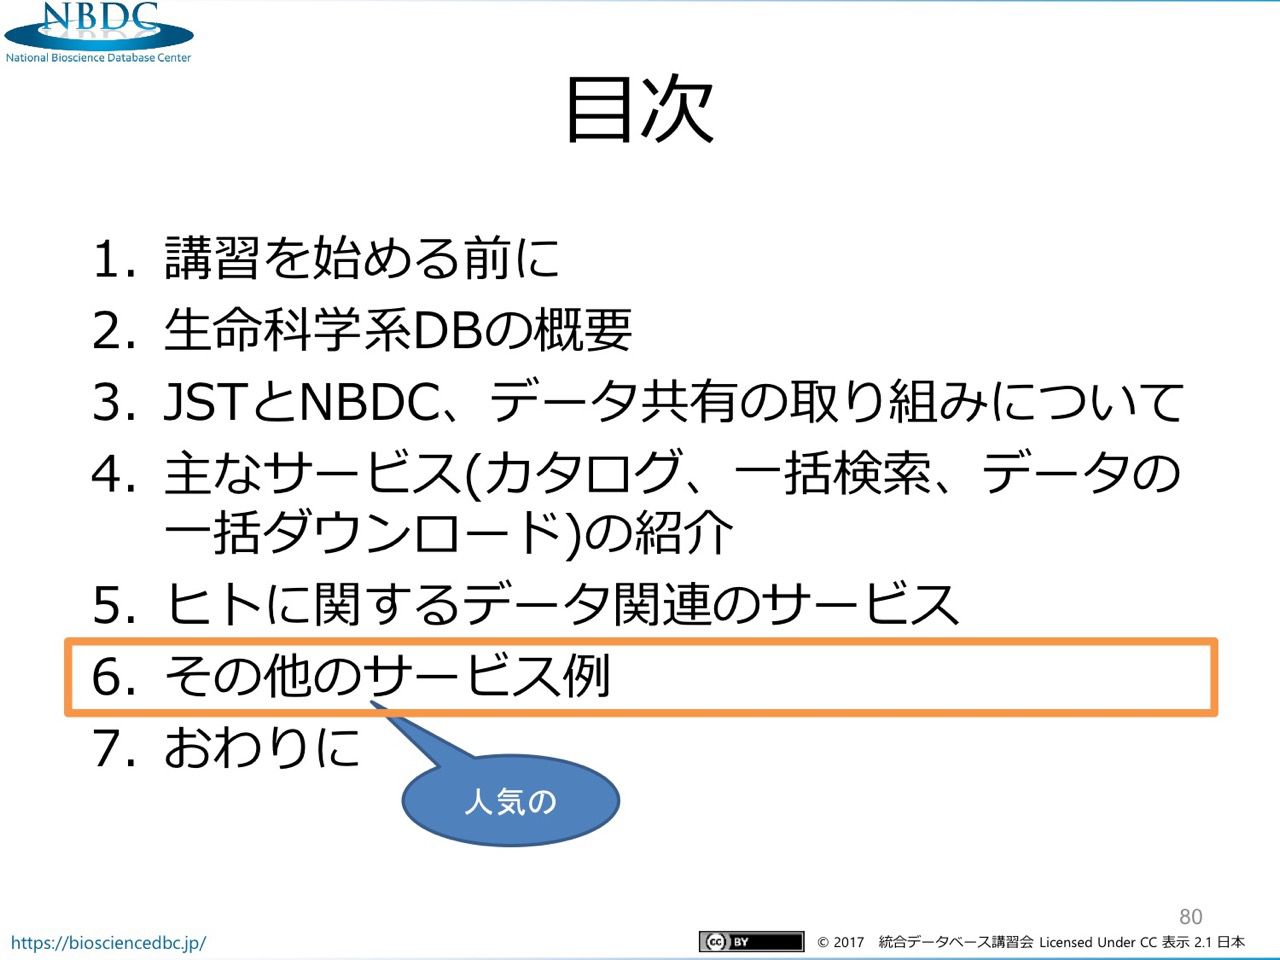 NBDC
National Bioscience Database Center
目次
1. 講習を始める前に
2. 生命科学系DBの概要
3. JSTとNBDC、データ共有の取り組みについて
4. 主なサービス(カタログ、一括検索、データの
一括ダウンロード)の紹介
5. ヒトに関するデータ関連のサービス
6. その他のサービス例
7. おわりに
人気の
80
https://biosciencedbc.jp/
cc BY © 2017 統合データベース講習会 Licensed Under CC 表示 2.1 日本